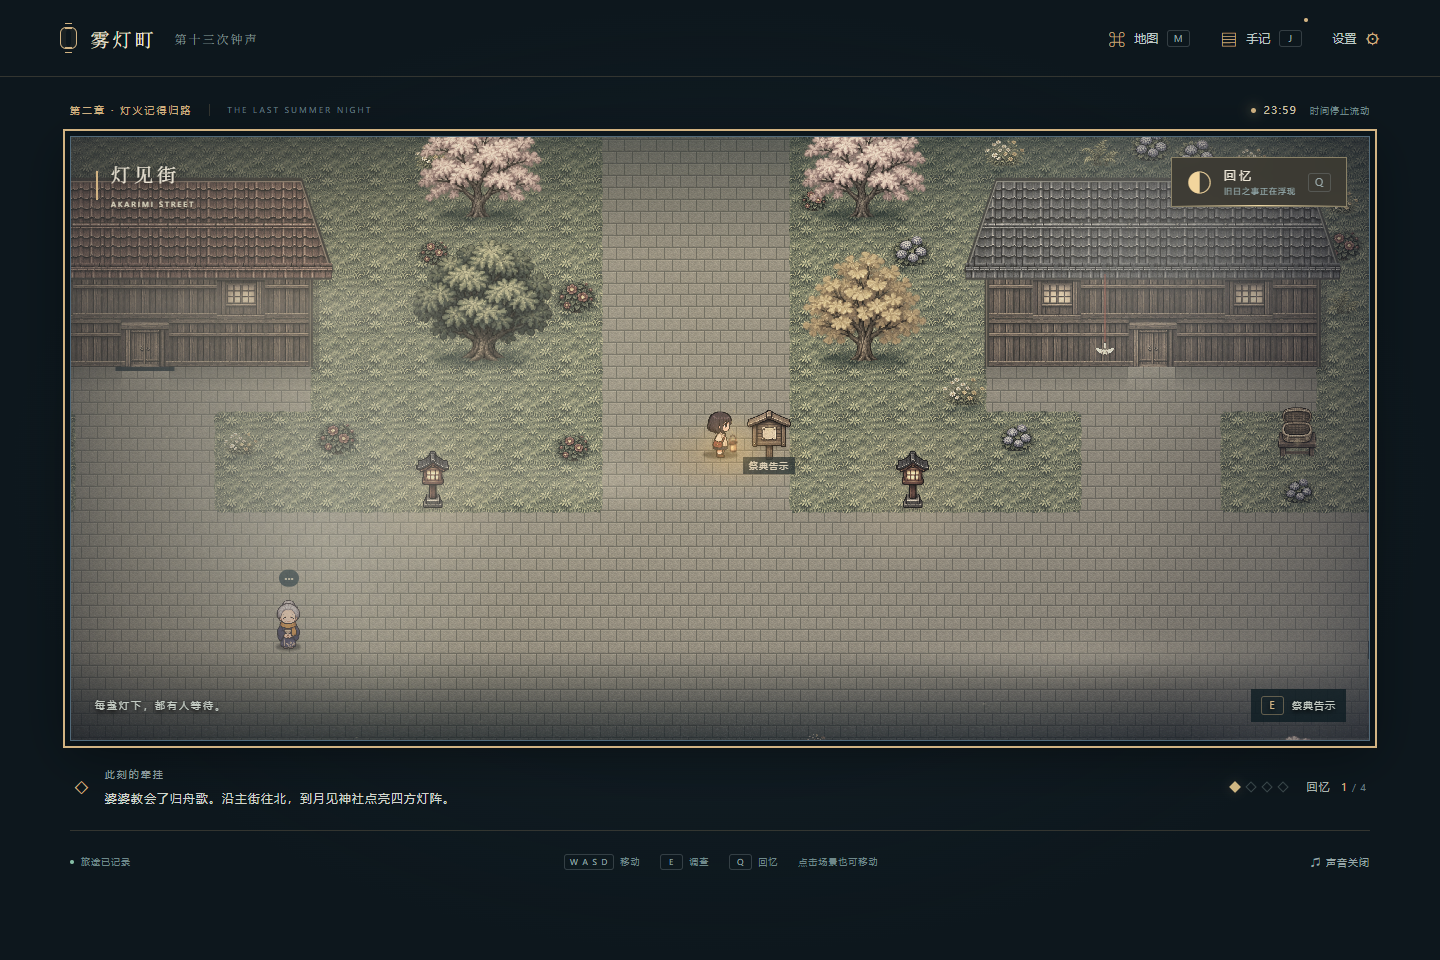 雾灯町 第十三次钟声
地图 M 手记 J 设置
第二章 · 灯火记得归路 THE LAST SUMMER NIGHT
23:59 时间停止流动
灯见街
AKARIMI STREET
回忆
旧日之事正在浮现
Q
祭典告示
...
每盏灯下，都有人等待。
E 祭典告示
此刻的牵挂
婆婆教会了归舟歌。沿主街往北，到月见神社点亮四方灯阵。
回忆 1 / 4
旅途已记录
WASD 移动 E 调查 Q 回忆 点击场景也可移动
声音关闭